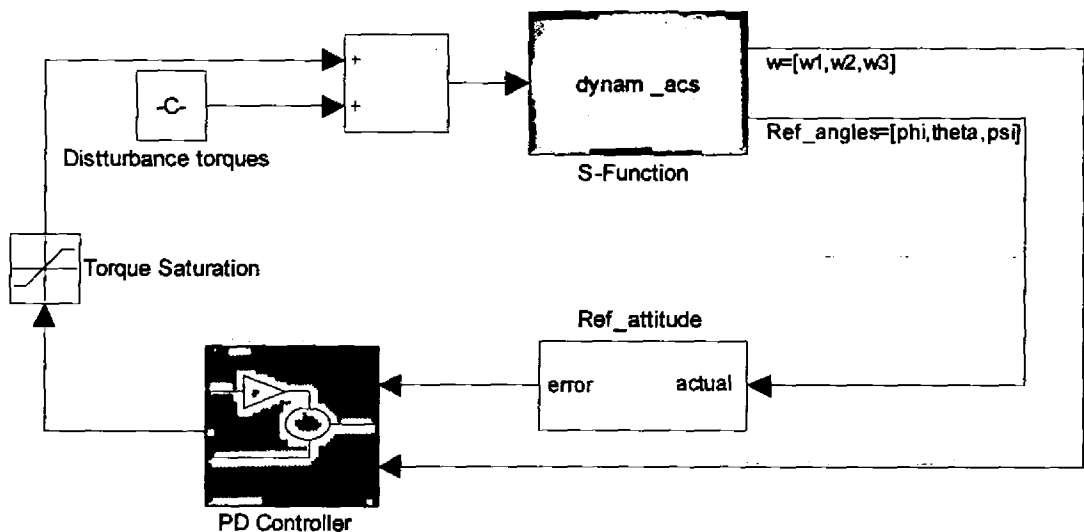 +
w=[w1,w2,w3]
dynam _acs
-C-
+
Ref_angles=[phi,theta,psi]
Distturbance torques
S-Function
Torque Saturation
Ref_attitude
error
actual
PD Controller